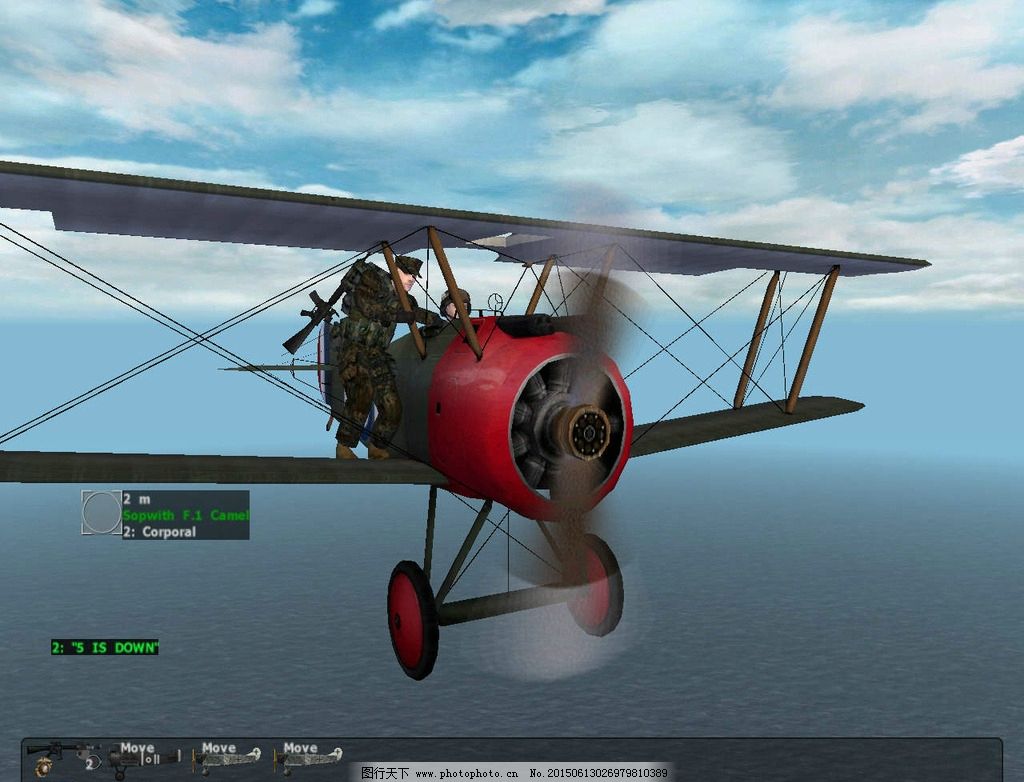 2 m
Sopwith F.1 Camel
2: Corporal
2: "5 IS DOWN"
Move Move Move
2
图行天下 www.photophoto.cn No.20150613026979810389